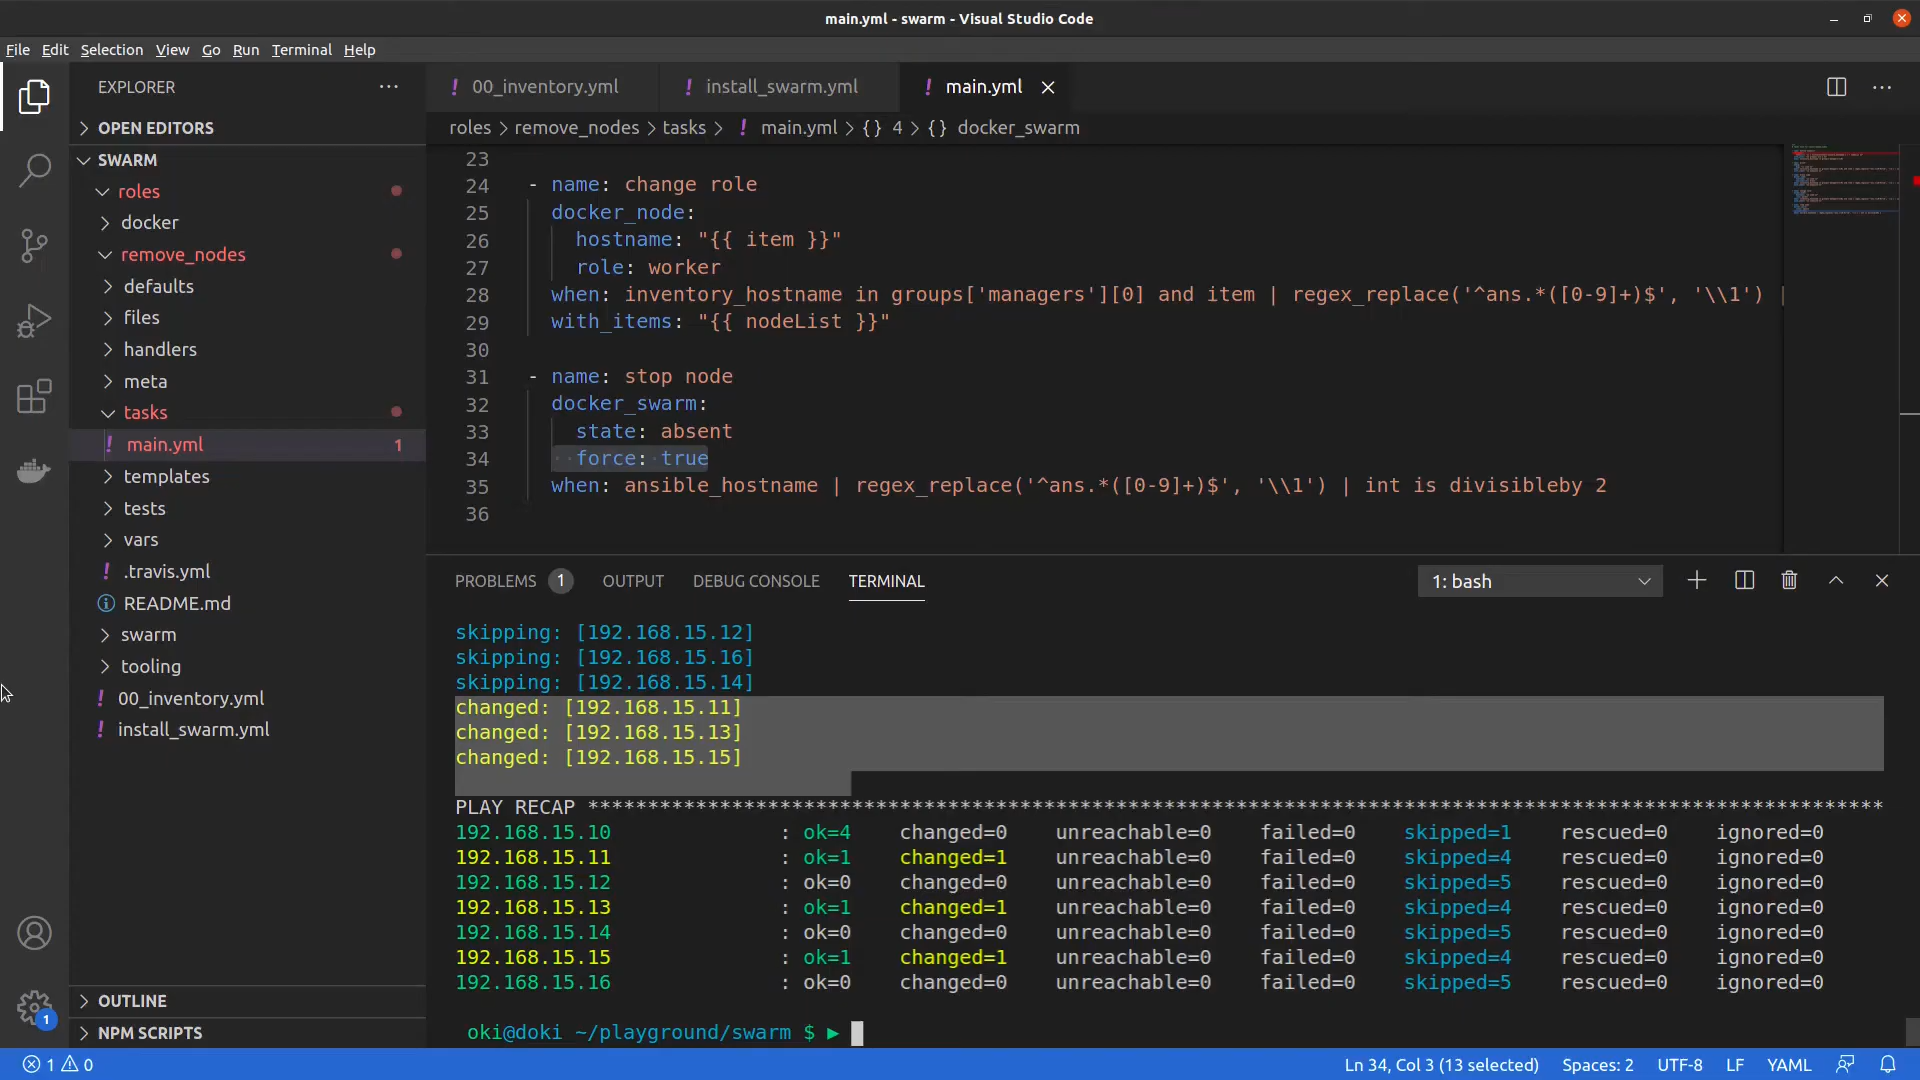 main.yml - swarm - Visual Studio Code
File Edit Selection View Go Run Terminal Help
EXPLORER
OPEN EDITORS
SWARM
roles
docker
remove_nodes
defaults
files
handlers
meta
tasks
! main.yml 1
templates
tests
vars
! .travis.yml
README.md
swarm
tooling
! 00_inventory.yml
! install_swarm.yml
OUTLINE
NPM SCRIPTS
! 00_inventory.yml ! install_swarm.yml ! main.yml
roles > remove_nodes > tasks > ! main.yml > {} 4 > {} docker_swarm
23
24 - name: change role
25 docker_node:
26 hostname: "{{ item }}"
27 role: worker
28 when: inventory_hostname in groups['managers'][0] and item | regex_replace('^ans.*([0-9]+)$', '\\1') |
29 with_items: "{{ nodeList }}"
30
31 - name: stop node
32 docker_swarm:
33 state: absent
34 force: true
35 when: ansible_hostname | regex_replace('^ans.*([0-9]+)$', '\\1') | int is divisibleby 2
36
PROBLEMS 1 OUTPUT DEBUG CONSOLE TERMINAL 1: bash
skipping: [192.168.15.12]
skipping: [192.168.15.16]
skipping: [192.168.15.14]
changed: [192.168.15.11]
changed: [192.168.15.13]
changed: [192.168.15.15]
PLAY RECAP ************************************************************************************************************
192.168.15.10 : ok=4 changed=0 unreachable=0 failed=0 skipped=1 rescued=0 ignored=0
192.168.15.11 : ok=1 changed=1 unreachable=0 failed=0 skipped=4 rescued=0 ignored=0
192.168.15.12 : ok=0 changed=0 unreachable=0 failed=0 skipped=5 rescued=0 ignored=0
192.168.15.13 : ok=1 changed=1 unreachable=0 failed=0 skipped=4 rescued=0 ignored=0
192.168.15.14 : ok=0 changed=0 unreachable=0 failed=0 skipped=5 rescued=0 ignored=0
192.168.15.15 : ok=1 changed=1 unreachable=0 failed=0 skipped=4 rescued=0 ignored=0
192.168.15.16 : ok=0 changed=0 unreachable=0 failed=0 skipped=5 rescued=0 ignored=0
oki@doki ~/playground/swarm $ ►
1
1 0 Ln 34, Col 3 (13 selected) Spaces: 2 UTF-8 LF YAML